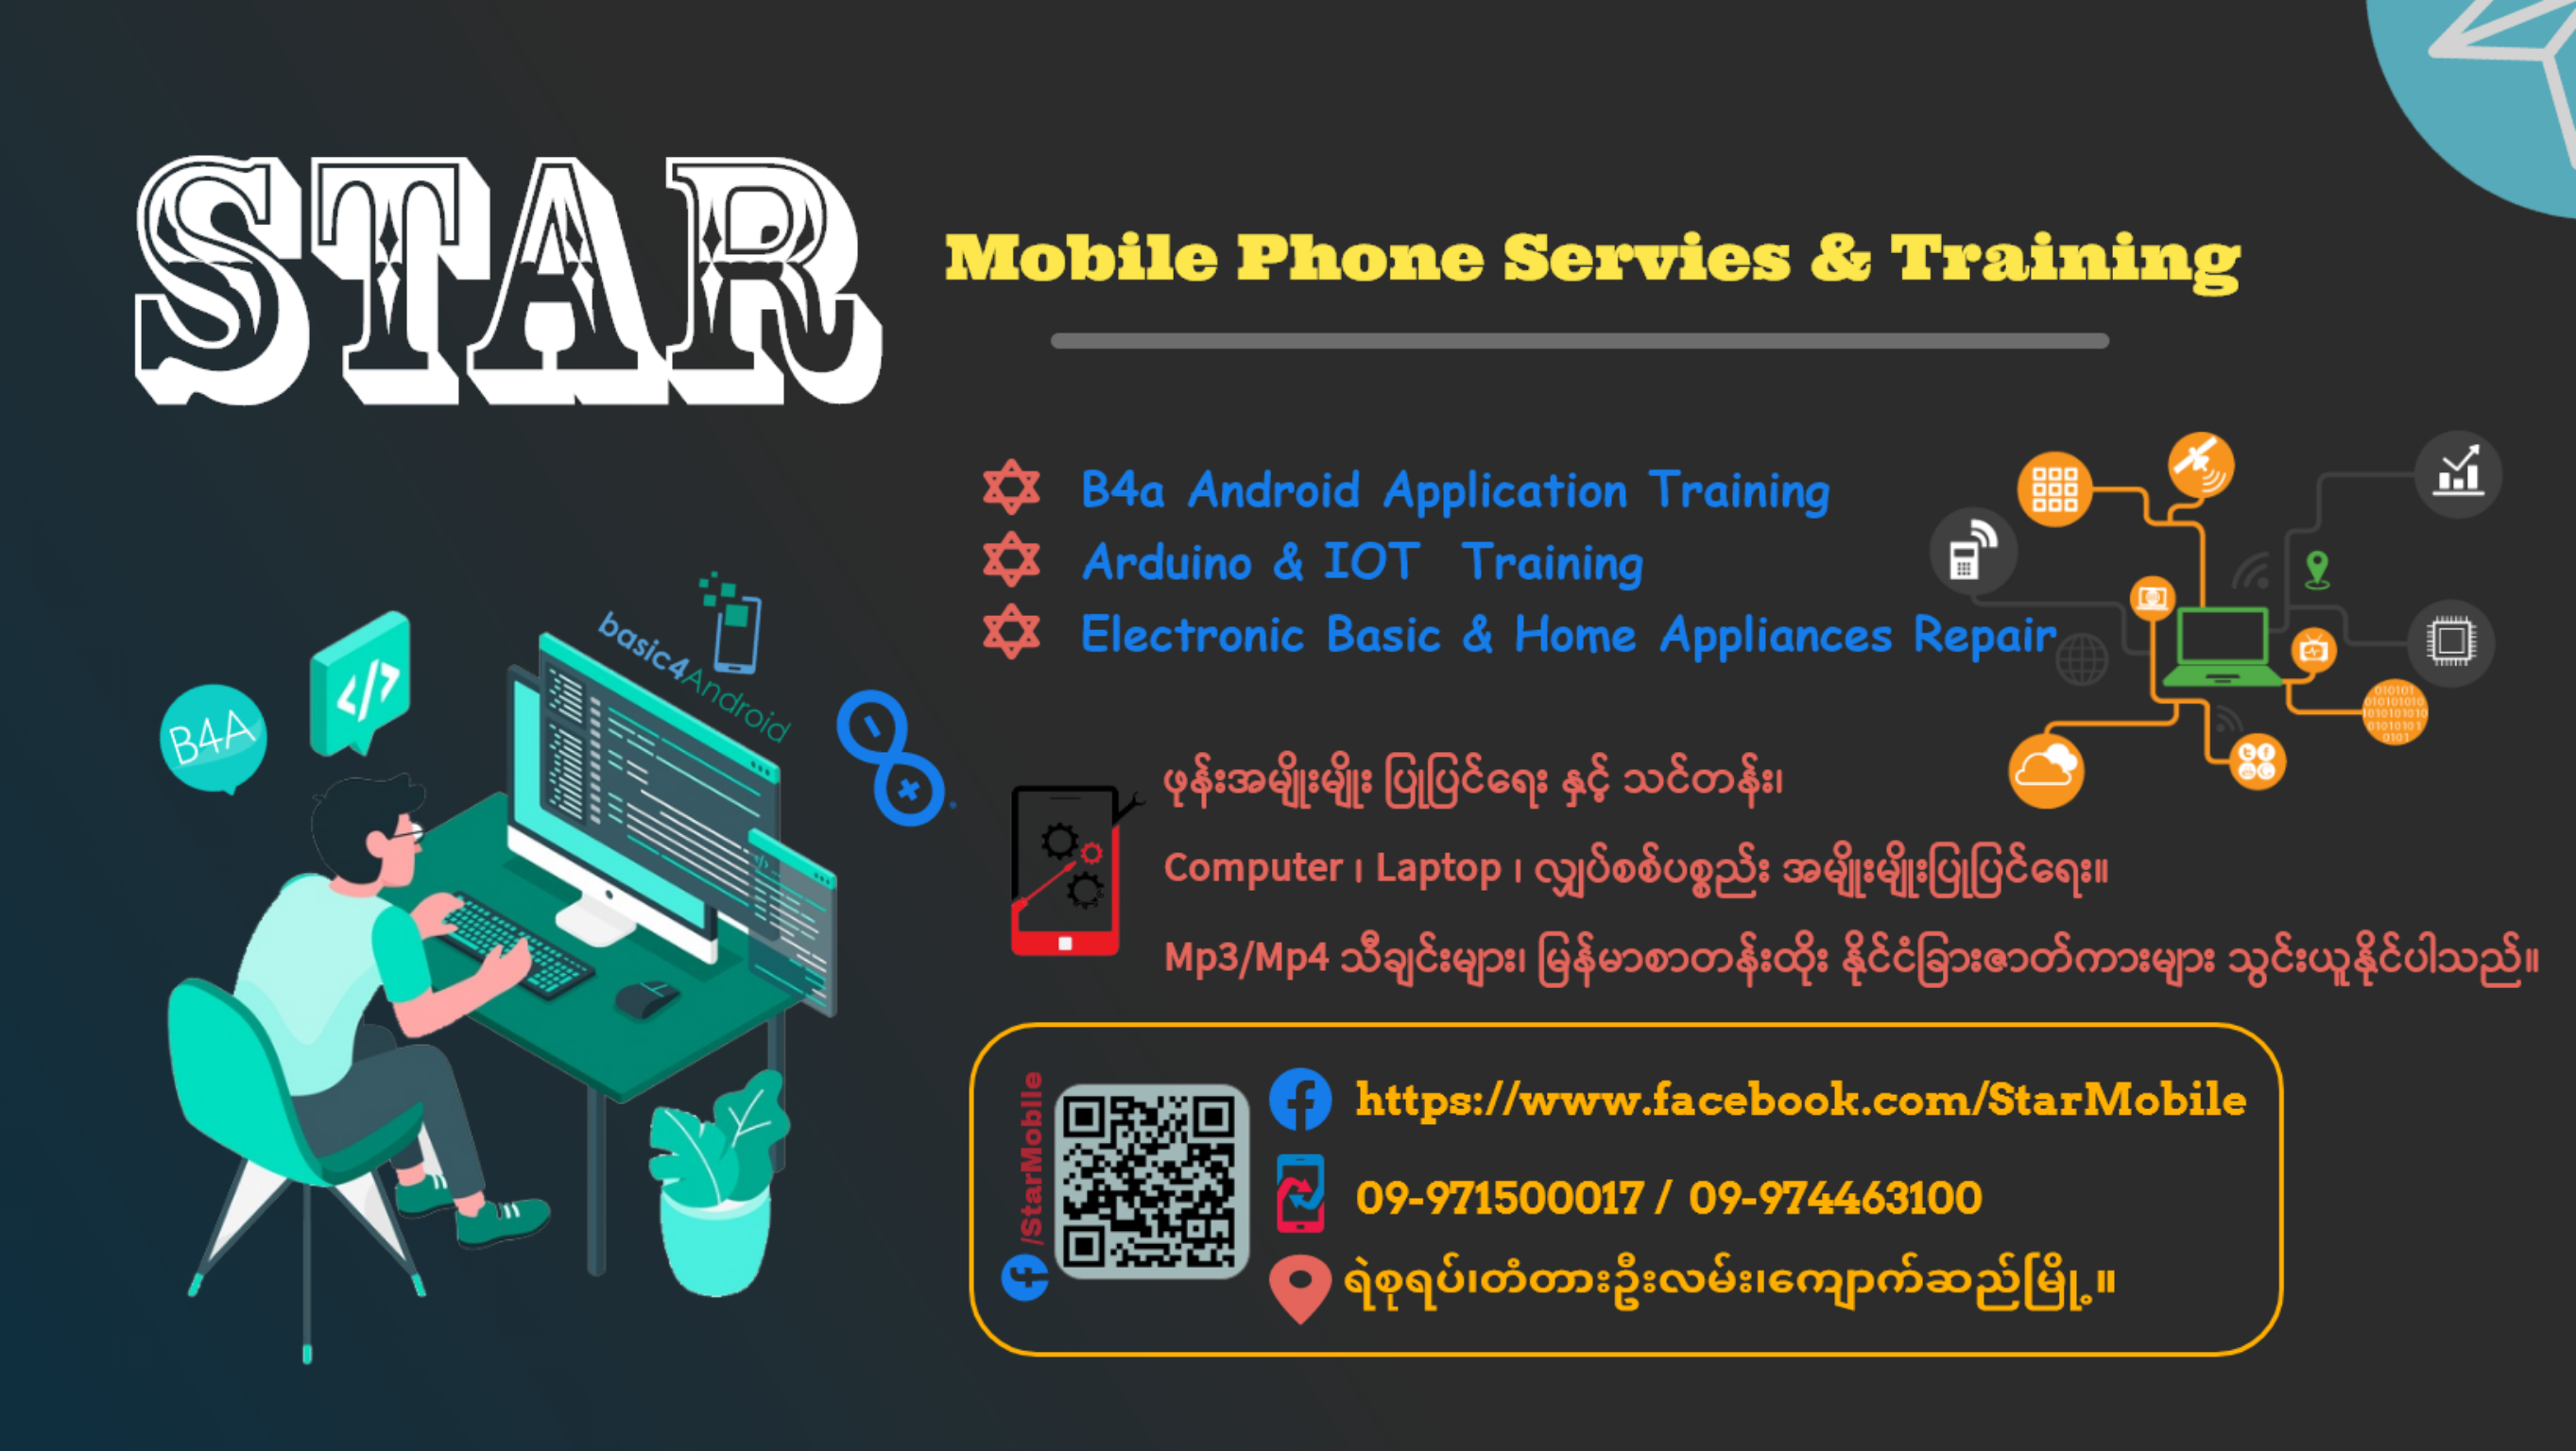 STAR
Mobile Phone Servies & Training
B4a Android Application Training
Arduino & IOT Training
Electronic Basic & Home Appliances Repair
basic4Android
B4A
</>
ဖုန်းအမျိုးမျိုး ပြုပြင်ရေး နှင့် သင်တန်း၊
Computer ၊ Laptop ၊ လျှပ်စစ်ပစ္စည်း အမျိုးမျိုးပြုပြင်ရေး။
Mp3/Mp4 သီချင်းများ၊ မြန်မာစာတန်းထိုး နိုင်ငံခြားဇာတ်ကားများ သွင်းယူနိုင်ပါသည်။
/StarMobile
https://www.facebook.com/StarMobile
09-971500017 / 09-974463100
ရဲစုရပ်၊တံတားဦးလမ်း၊ကျောက်ဆည်မြို့။
010101
010101010
1010101010
01010101
0101